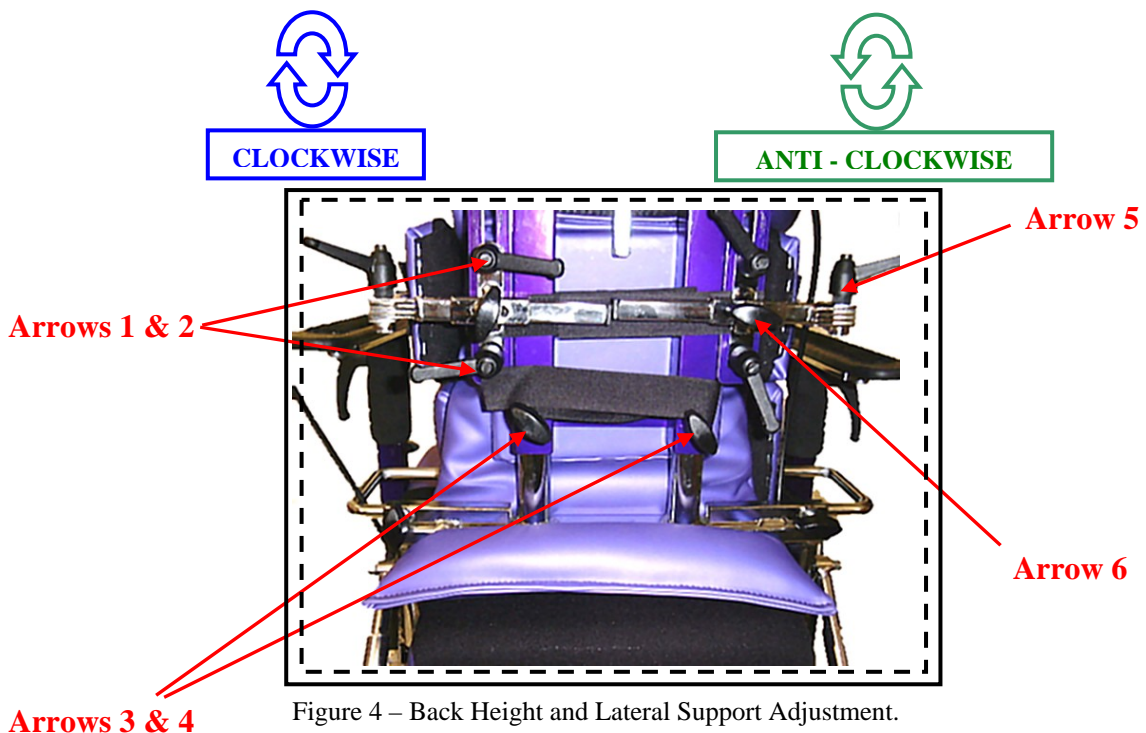 CLOCKWISE
ANTI - CLOCKWISE
Arrow 5
Arrows 1 & 2
Arrow 6
Arrows 3 & 4
Figure 4 – Back Height and Lateral Support Adjustment.